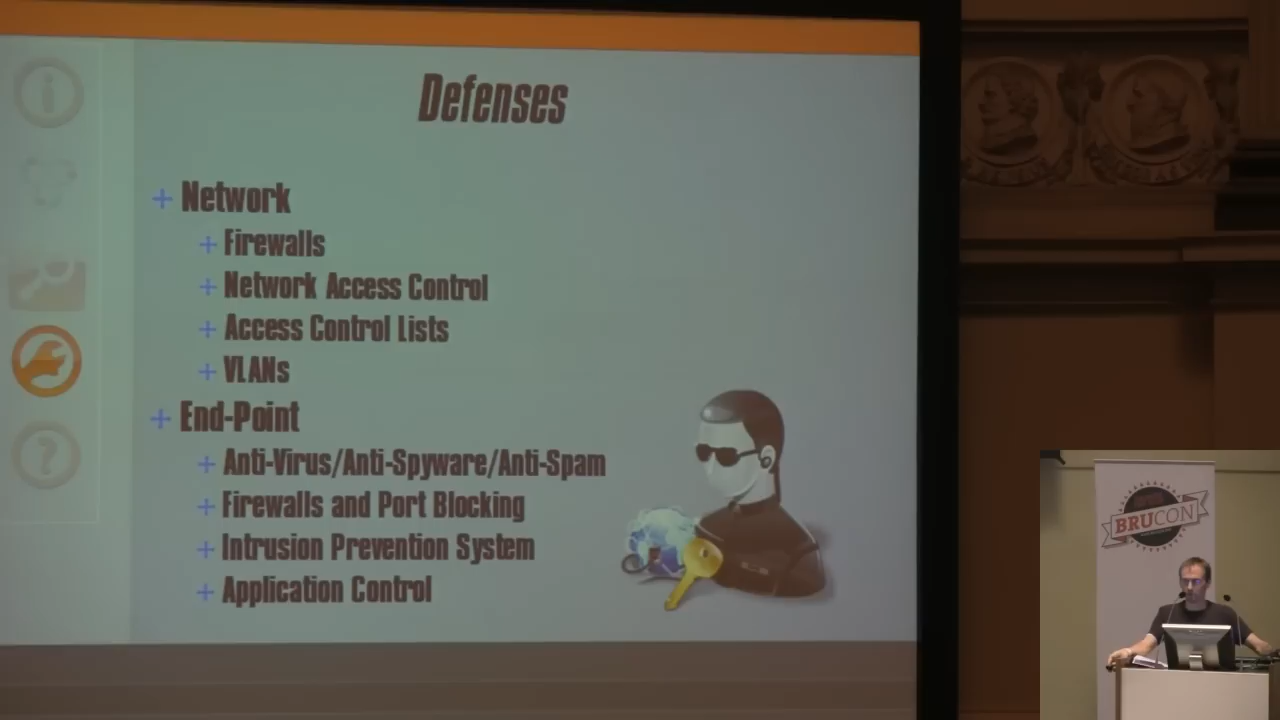 Defenses
+ Network
+ Firewalls
+ Network Access Control
+ Access Control Lists
+ VLANs
+ End-Point
+ Anti-Virus/Anti-Spyware/Anti-Spam
+ Firewalls and Port Blocking
+ Intrusion Prevention System
+ Application Control
BRUCON